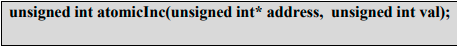 unsigned int atomicInc(unsigned int* address,  unsigned int val);